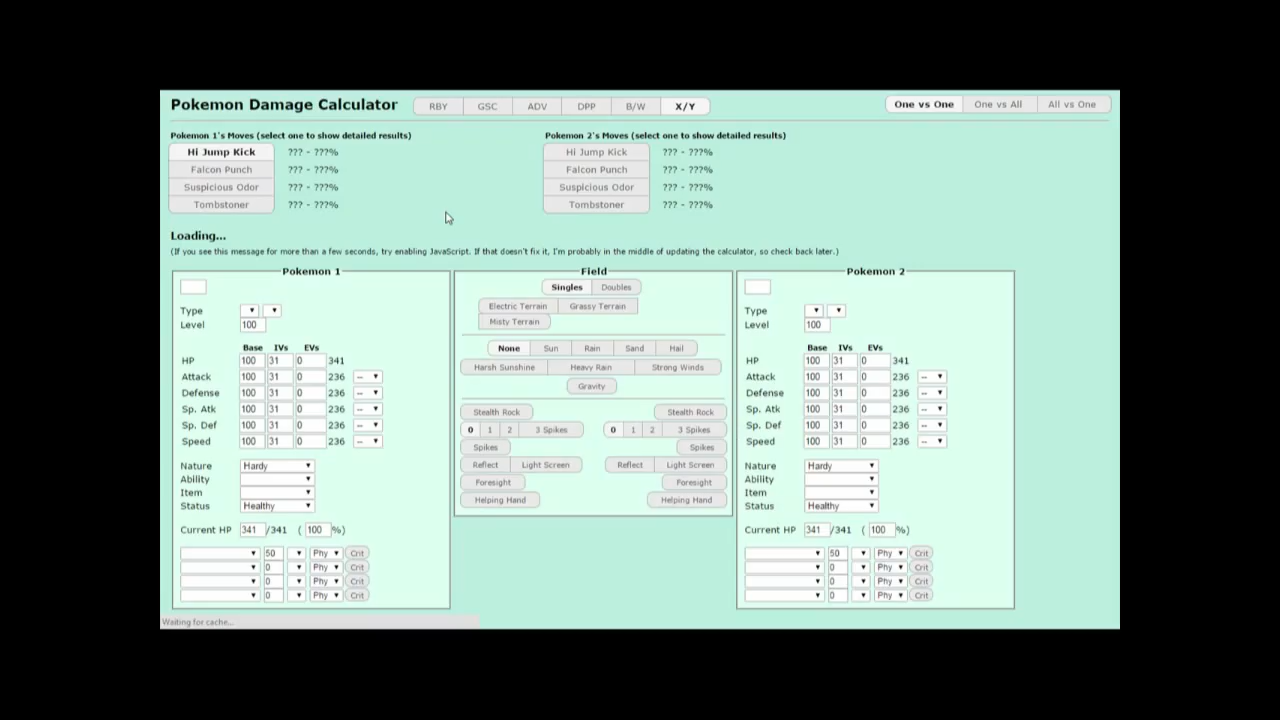 Pokemon Damage Calculator RBY GSC ADV DPP B/W X/Y One vs One One vs All All vs One
Pokemon 1's Moves (select one to show detailed results) Pokemon 2's Moves (select one to show detailed results)
Hi Jump Kick ??? - ???% Hi Jump Kick ??? - ???%
Falcon Punch ??? - ???% Falcon Punch ??? - ???%
Suspicious Odor ??? - ???% Suspicious Odor ??? - ???%
Tombstoner ??? - ???% Tombstoner ??? - ???%
Loading...
(If you see this message for more than a few seconds, try enabling JavaScript. If that doesn't fix it, I'm probably in the middle of updating the calculator, so check back later.)
Pokemon 1
Type
Level 100
Base IVs EVs
HP 100 31 0 341
Attack 100 31 0 236 --
Defense 100 31 0 236 --
Sp. Atk 100 31 0 236 --
Sp. Def 100 31 0 236 --
Speed 100 31 0 236 --
Nature Hardy
Ability
Item
Status Healthy
Current HP 341 /341 ( 100 %)
50 Phy Crit
0 Phy Crit
0 Phy Crit
0 Phy Crit
Field
Singles Doubles
Electric Terrain Grassy Terrain
Misty Terrain
None Sun Rain Sand Hail
Harsh Sunshine Heavy Rain Strong Winds
Gravity
Stealth Rock Stealth Rock
0 1 2 3 Spikes 0 1 2 3 Spikes
Spikes Spikes
Reflect Light Screen Reflect Light Screen
Foresight Foresight
Helping Hand Helping Hand
Pokemon 2
Type
Level 100
Base IVs EVs
HP 100 31 0 341
Attack 100 31 0 236 --
Defense 100 31 0 236 --
Sp. Atk 100 31 0 236 --
Sp. Def 100 31 0 236 --
Speed 100 31 0 236 --
Nature Hardy
Ability
Item
Status Healthy
Current HP 341 /341 ( 100 %)
50 Phy Crit
0 Phy Crit
0 Phy Crit
0 Phy Crit
Waiting for cache...